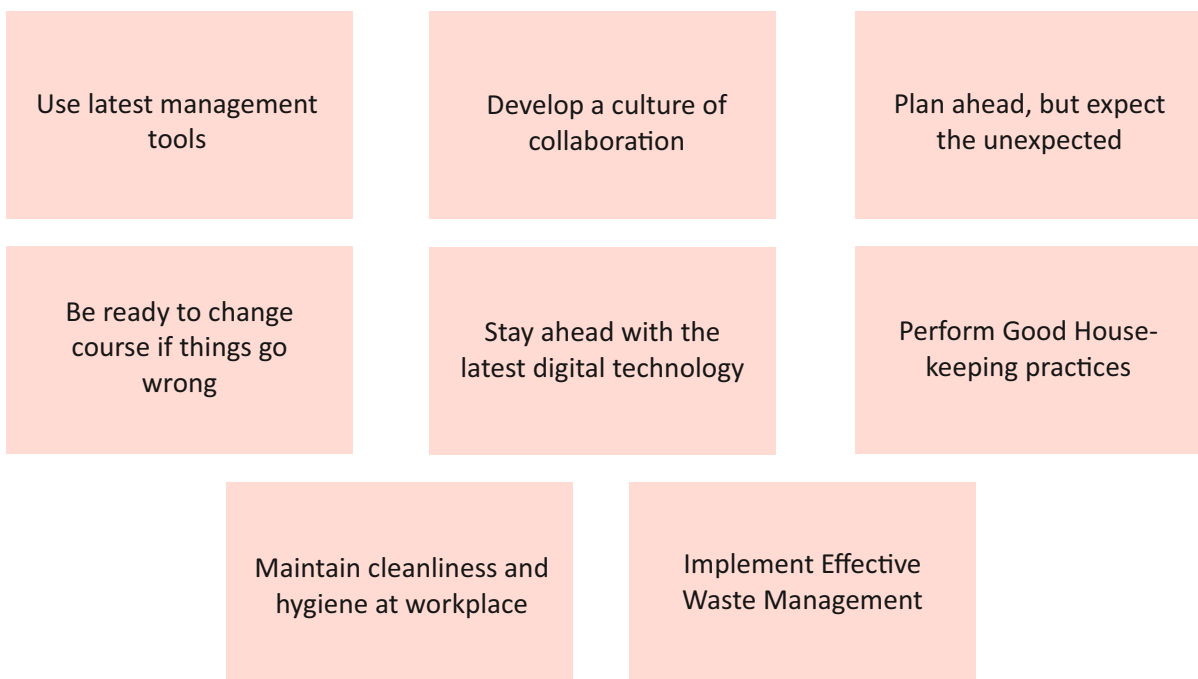 Use latest management
tools
Develop a culture of
collaboration
Plan ahead, but expect
the unexpected
Be ready to change
course if things go
wrong
Stay ahead with the
latest digital technology
Perform Good House-
keeping practices
Maintain cleanliness and
hygiene at workplace
Implement Effective
Waste Management